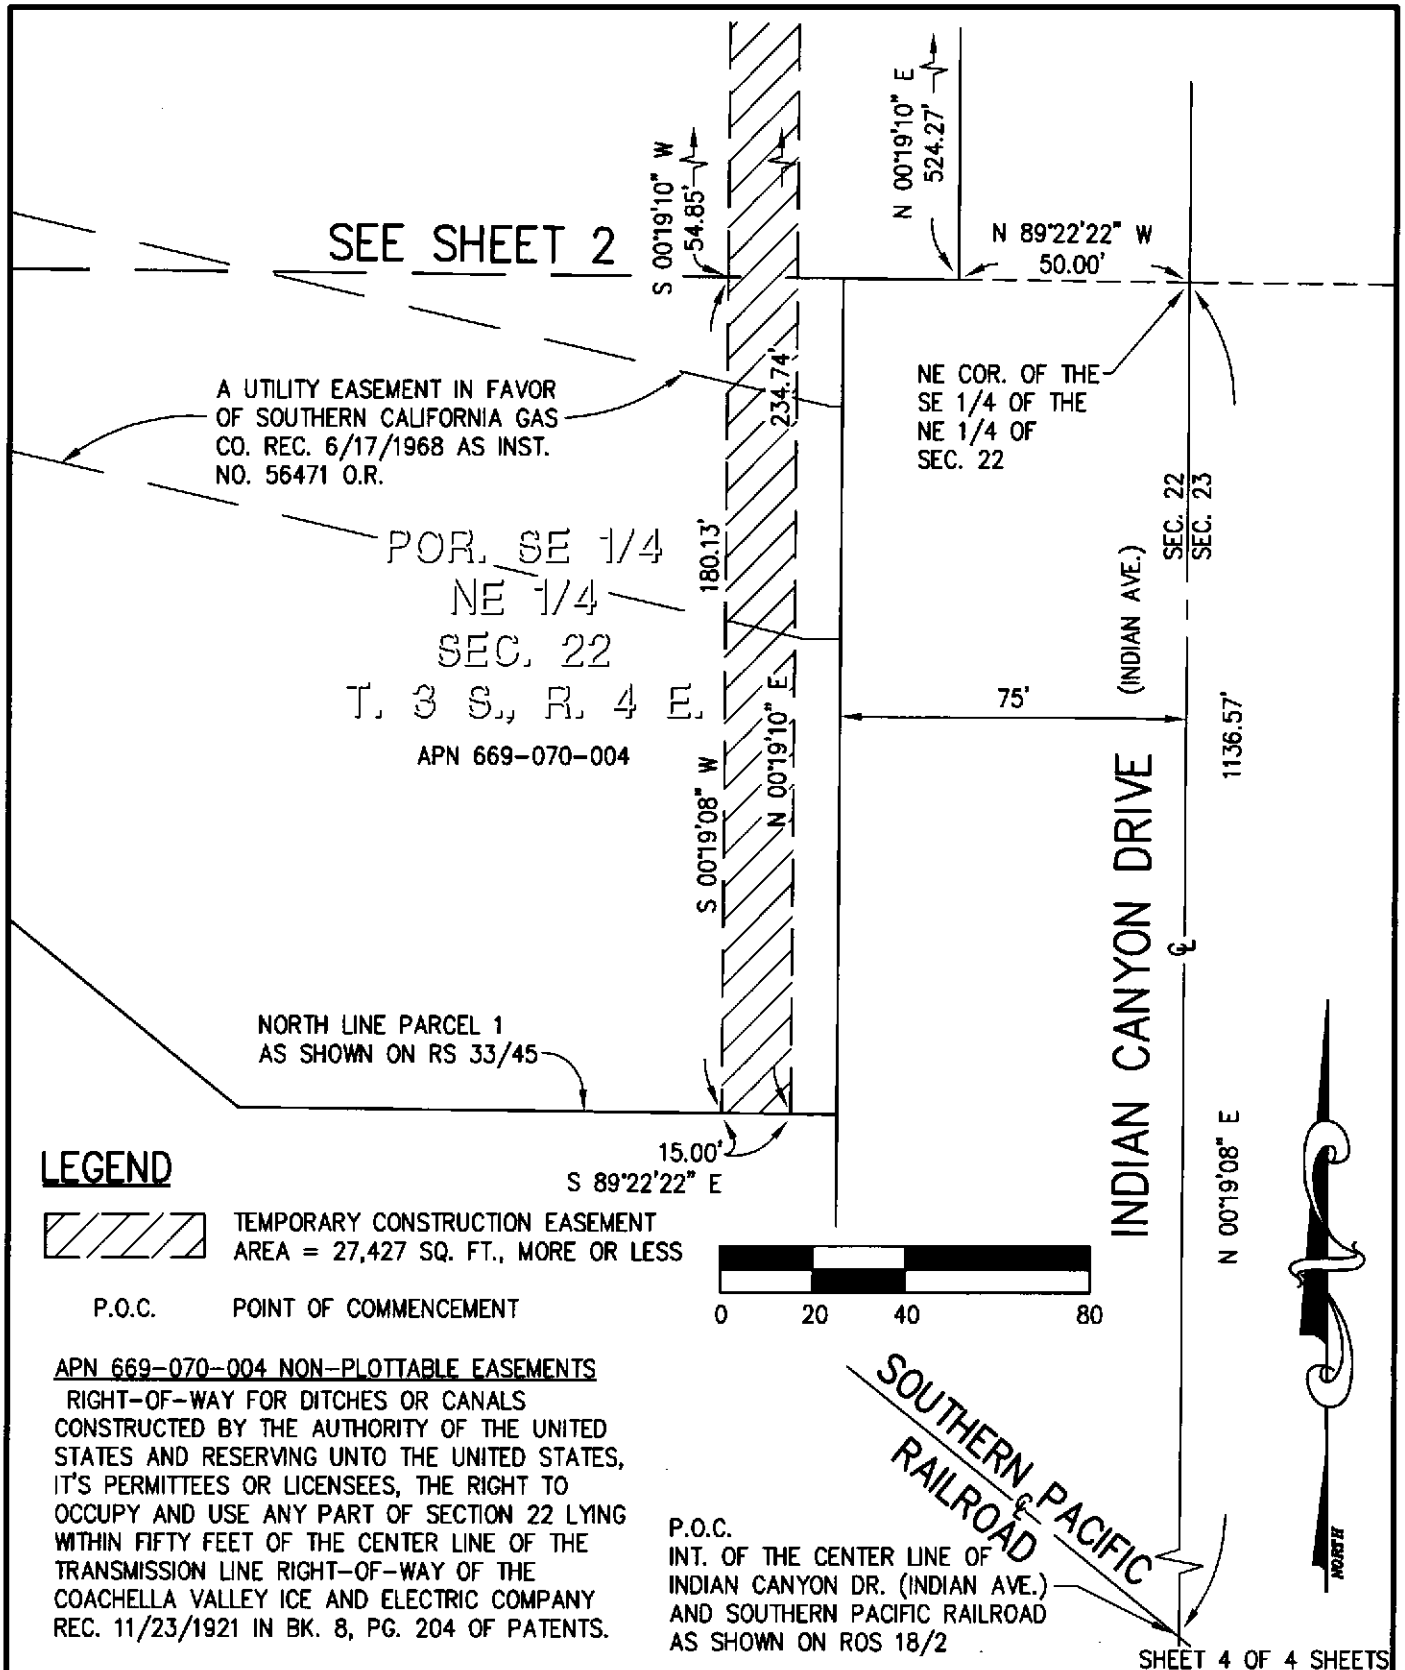 S 00°19'10" W
54.85'
N 00°19'10" E
524.27'
N 89°22'22" W
50.00'
SEE SHEET 2
234.74'
A UTILITY EASEMENT IN FAVOR
OF SOUTHERN CALIFORNIA GAS
CO. REC. 6/17/1968 AS INST.
NO. 56471 O.R.
NE COR. OF THE
SE 1/4 OF THE
NE 1/4 OF
SEC. 22
SEC. 22
SEC. 23
POR. SE 1/4
NE 1/4
SEC. 22
T. 3 S., R. 4 E.
APN 669-070-004
180.13'
S 00°19'08" W
N 00°19'10" E
75'
(INDIAN AVE.)
INDIAN CANYON DRIVE
CL
1136.57'
N 00°19'08" E
NORTH LINE PARCEL 1
AS SHOWN ON RS 33/45
15.00'
S 89°22'22" E
LEGEND
TEMPORARY CONSTRUCTION EASEMENT
AREA = 27,427 SQ. FT., MORE OR LESS
P.O.C. POINT OF COMMENCEMENT
0 20 40 80
APN 669-070-004 NON-PLOTTABLE EASEMENTS
RIGHT-OF-WAY FOR DITCHES OR CANALS
CONSTRUCTED BY THE AUTHORITY OF THE UNITED
STATES AND RESERVING UNTO THE UNITED STATES,
IT'S PERMITTEES OR LICENSEES, THE RIGHT TO
OCCUPY AND USE ANY PART OF SECTION 22 LYING
WITHIN FIFTY FEET OF THE CENTER LINE OF THE
TRANSMISSION LINE RIGHT-OF-WAY OF THE
COACHELLA VALLEY ICE AND ELECTRIC COMPANY
REC. 11/23/1921 IN BK. 8, PG. 204 OF PATENTS.
SOUTHERN PACIFIC
CL
RAILROAD
P.O.C.
INT. OF THE CENTER LINE OF
INDIAN CANYON DR. (INDIAN AVE.)
AND SOUTHERN PACIFIC RAILROAD
AS SHOWN ON ROS 18/2
NORTH
SHEET 4 OF 4 SHEETS